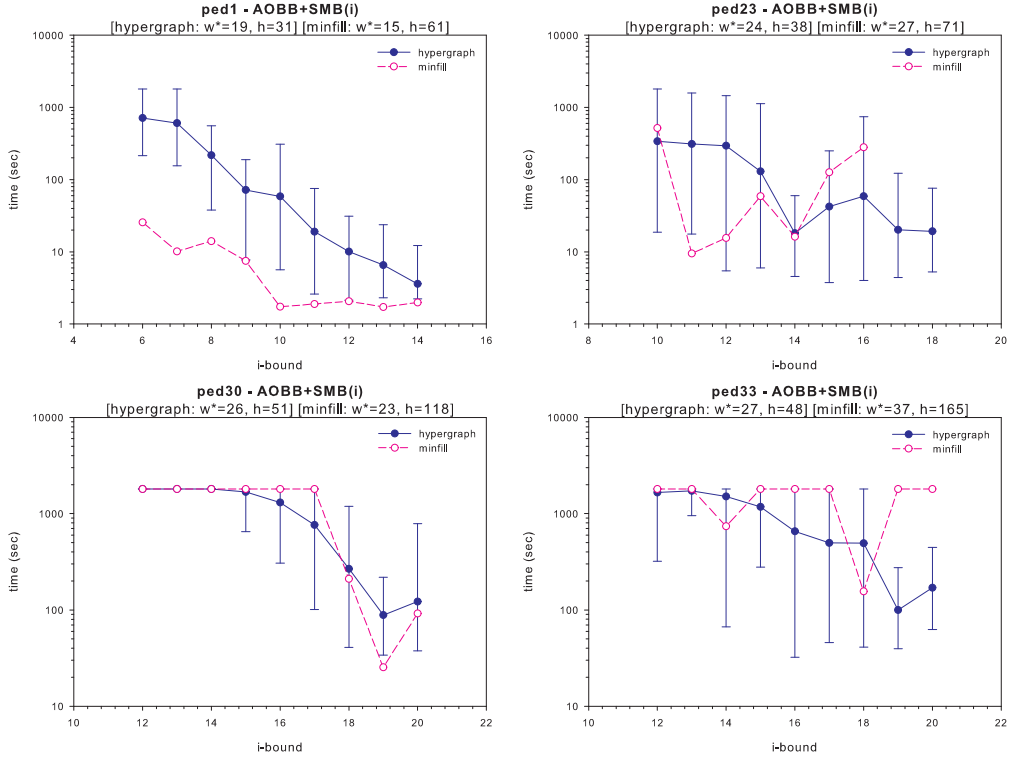 ped1 - AOBB+SMB(i)
[hypergraph: w*=19, h=31] [minfill: w*=15, h=61]
10000
1000
100
10
1
time (sec)
hypergraph
minfill
4 6 8 10 12 14 16
i-bound
ped23 - AOBB+SMB(i)
[hypergraph: w*=24, h=38] [minfill: w*=27, h=71]
10000
1000
100
10
1
time (sec)
hypergraph
minfill
8 10 12 14 16 18 20
i-bound
ped30 - AOBB+SMB(i)
[hypergraph: w*=26, h=51] [minfill: w*=23, h=118]
10000
1000
100
10
time (sec)
hypergraph
minfill
10 12 14 16 18 20 22
i-bound
ped33 - AOBB+SMB(i)
[hypergraph: w*=27, h=48] [minfill: w*=37, h=165]
10000
1000
100
10
time (sec)
hypergraph
minfill
10 12 14 16 18 20 22
i-bound